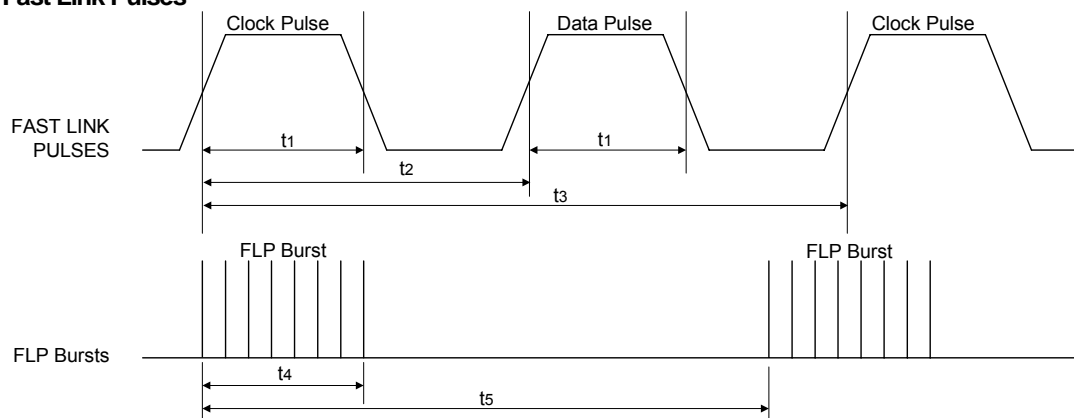 Fast Link Pulses
Clock Pulse
Data Pulse
Clock Pulse
FAST LINK
PULSES
t1
t1
t2
t3
FLP Burst
FLP Burst
FLP Bursts
t4
t5